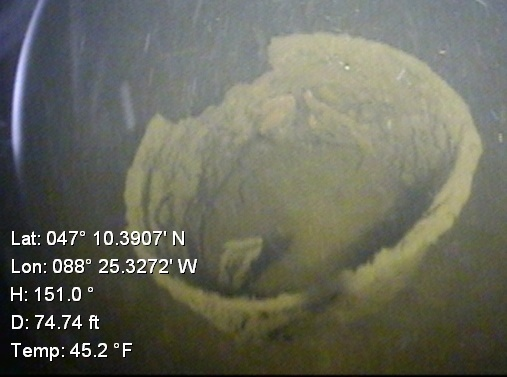 Lat: 047° 10.3907' N
Lon: 088° 25.3272' W
H: 151.0 °
D: 74.74 ft
Temp: 45.2 °F